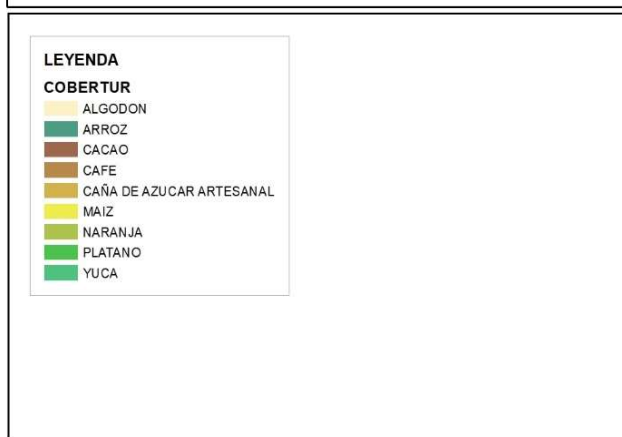 LEYENDA
COBERTUR
ALGODON
ARROZ
CACAO
CAFE
CAÑA DE AZUCAR ARTESANAL
MAIZ
NARANJA
PLATANO
YUCA